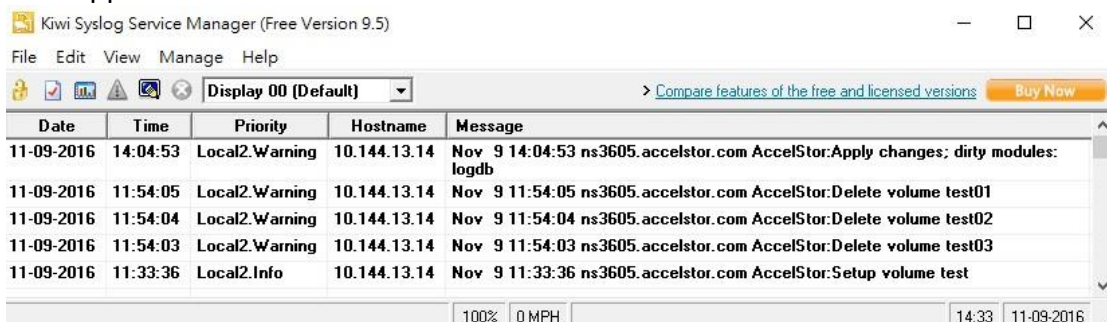 Kiwi Syslog Service Manager (Free Version 9.5)
File Edit View Manage Help
Display 00 (Default) > Compare features of the free and licensed versions Buy Now
Date Time Priority Hostname Message
11-09-2016 14:04:53 Local2.Warning 10.144.13.14 Nov 9 14:04:53 ns3605.accelstor.com AccelStor:Apply changes; dirty modules:
logdb
11-09-2016 11:54:05 Local2.Warning 10.144.13.14 Nov 9 11:54:05 ns3605.accelstor.com AccelStor:Delete volume test01
11-09-2016 11:54:04 Local2.Warning 10.144.13.14 Nov 9 11:54:04 ns3605.accelstor.com AccelStor:Delete volume test02
11-09-2016 11:54:03 Local2.Warning 10.144.13.14 Nov 9 11:54:03 ns3605.accelstor.com AccelStor:Delete volume test03
11-09-2016 11:33:36 Local2.Info 10.144.13.14 Nov 9 11:33:36 ns3605.accelstor.com AccelStor:Setup volume test
100% 0 MPH 14:33 11-09-2016